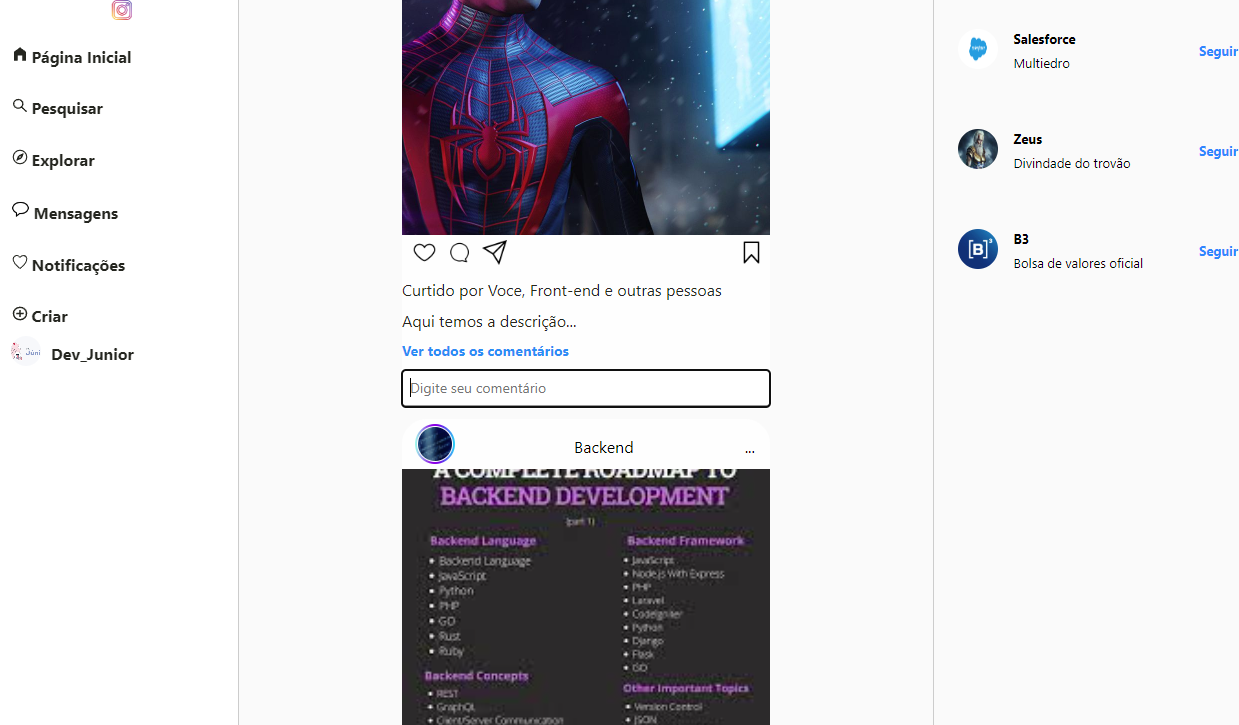 Página Inicial
Pesquisar
Explorar
Mensagens
Notificações
Criar
Dev_Junior
Curtido por Voce, Front-end e outras pessoas
Aqui temos a descrição...
Ver todos os comentários
Digite seu comentário
Backend
...
A COMPLETE ROADMAP TO
BACKEND DEVELOPMENT
(part 1)
Backend Language
• Backend Language
• JavaScript
• Python
• PHP
• GO
• Rust
• Ruby
Backend Concepts
• REST
• GraphQL
• Client/Server Communication
Backend Framework
• JavaScript
• Node.js With Express
• PHP
• Laravel
• CodeIgniter
• Python
• Django
• Flask
• GO
Other Important Topics
• Version Control
• JSON
Salesforce
Multiedro
Seguir
Zeus
Divindade do trovão
Seguir
[B]³
B3
Bolsa de valores oficial
Seguir